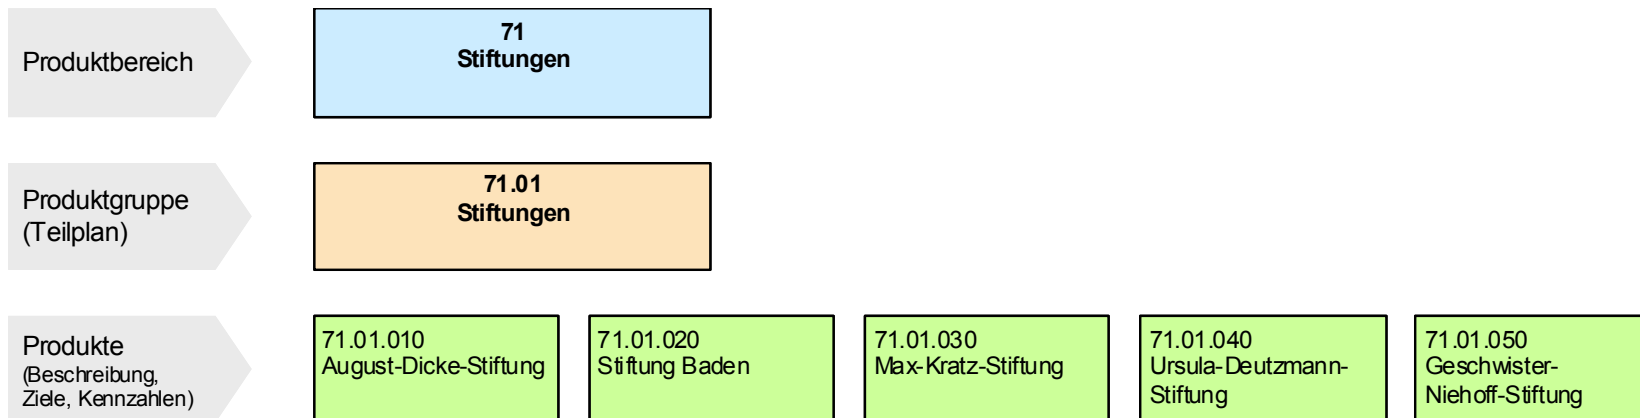 Produktbereich
71
Stiftungen
Produktgruppe
(Teilplan)
71.01
Stiftungen
Produkte
(Beschreibung,
Ziele, Kennzahlen)
71.01.010
August-Dicke-Stiftung
71.01.020
Stiftung Baden
71.01.030
Max-Kratz-Stiftung
71.01.040
Ursula-Deutzmann-
Stiftung
71.01.050
Geschwister-
Niehoff-Stiftung